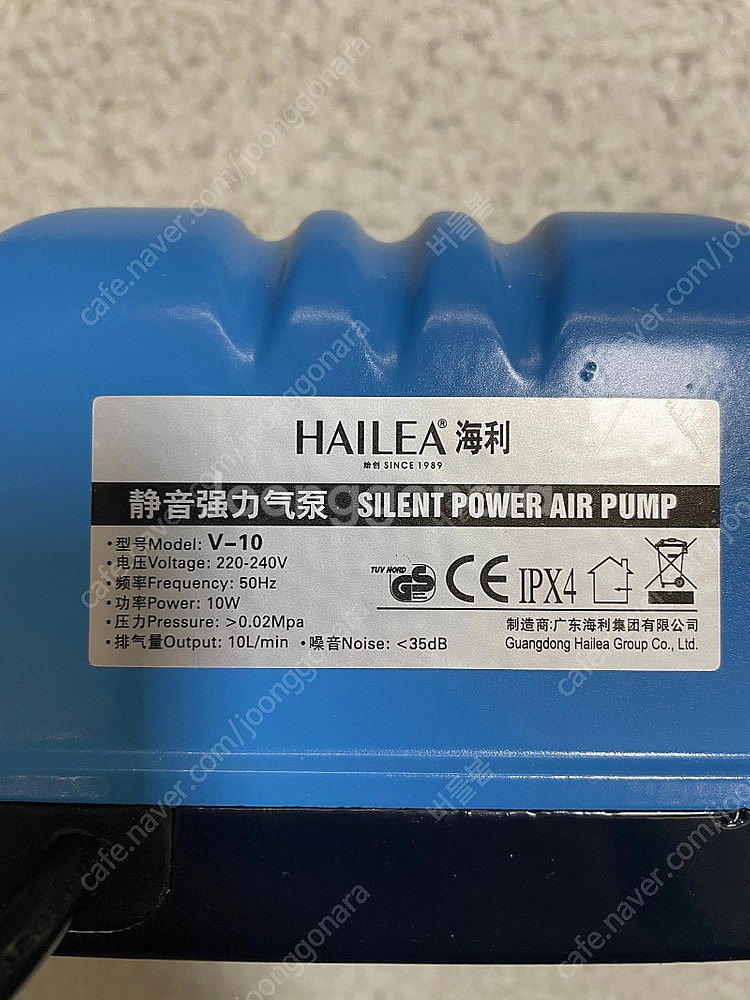 HAILEA® 海利
始创 SINCE 1989
静音强力气泵 SILENT POWER AIR PUMP
·型号Model: V-10
·电压Voltage: 220-240V
·频率Frequency: 50Hz
·功率Power: 10W
·压力Pressure: >0.02Mpa
·排气量Output: 10L/min ·噪音Noise: <35dB
TUV NORD GS CE IPX4
制造商:广东海利集团有限公司
Guangdong Hailea Group Co., Ltd.
cafe.naver.com/joonggonara
버들붕